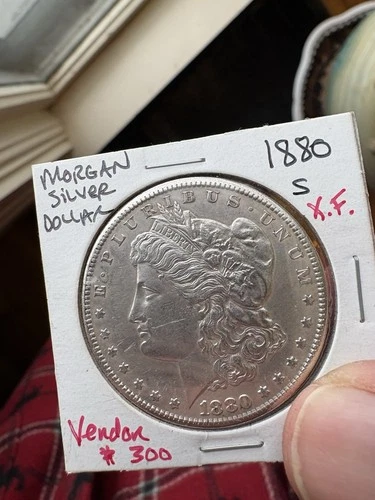 MORGAN
SILVER
DOLLAR
1880
S
X.F.
E·PLURIBUS·UNUM
LIBERTY
1880
Vendor
# 300